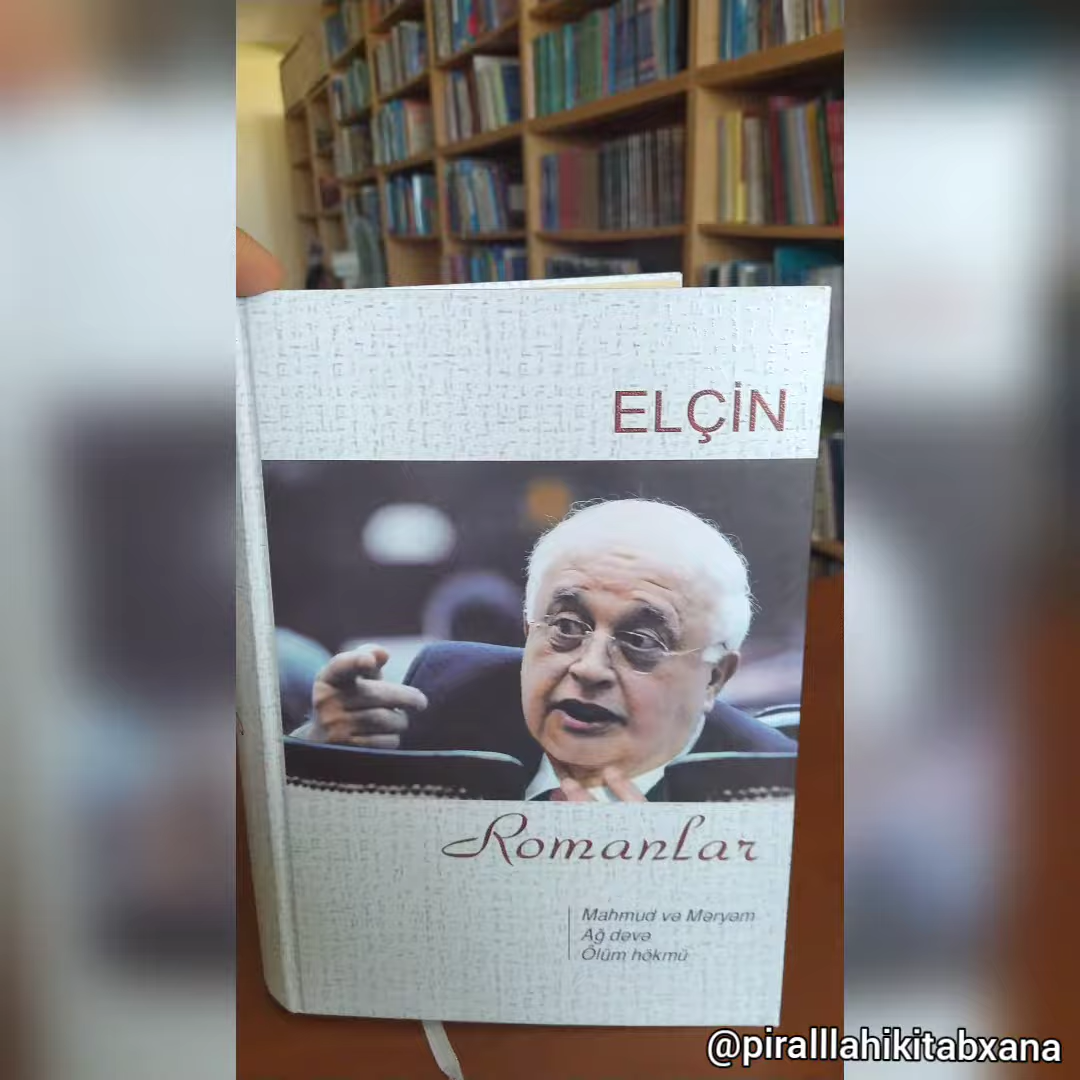 ELÇİN
Romanlar
Mahmud və Məryəm
Ağ dəvə
Ölüm hökmü
@piralllahikitabxana